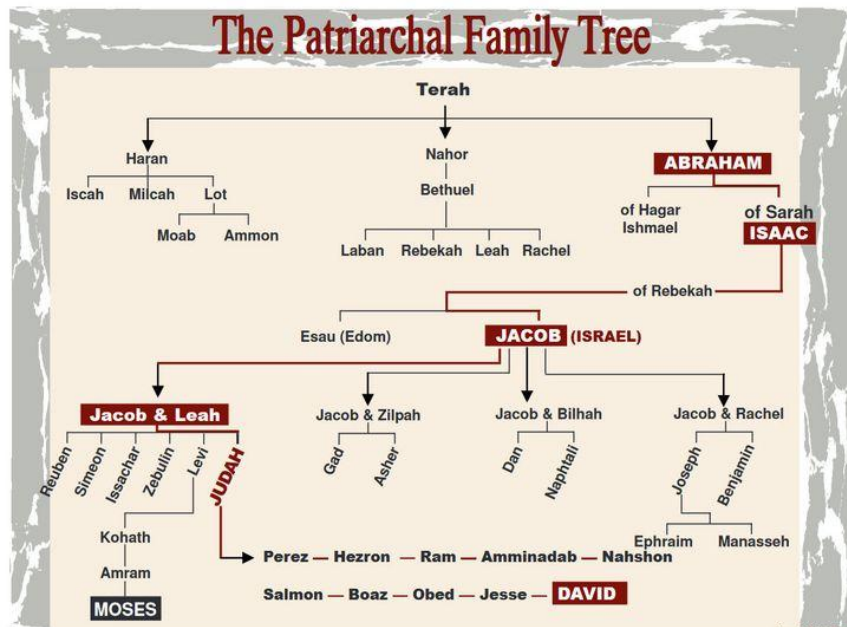 The Patriarchal Family Tree
Terah
Haran
Nahor
ABRAHAM
Iscah Milcah Lot
Bethuel
of Hagar
Ishmael
of Sarah
ISAAC
Moab Ammon
Laban Rebekah Leah Rachel
of Rebekah
Esau (Edom)
JACOB (ISRAEL)
Jacob & Leah
Jacob & Zilpah
Jacob & Bilhah
Jacob & Rachel
Reuben
Simeon
Issachar
Zebulin
Levi
JUDAH
Gad
Asher
Dan
Naphtali
Joseph
Benjamin
Kohath
Amram
MOSES
Ephraim Manasseh
Perez — Hezron — Ram — Amminadab — Nahshon
Salmon — Boaz — Obed — Jesse — DAVID